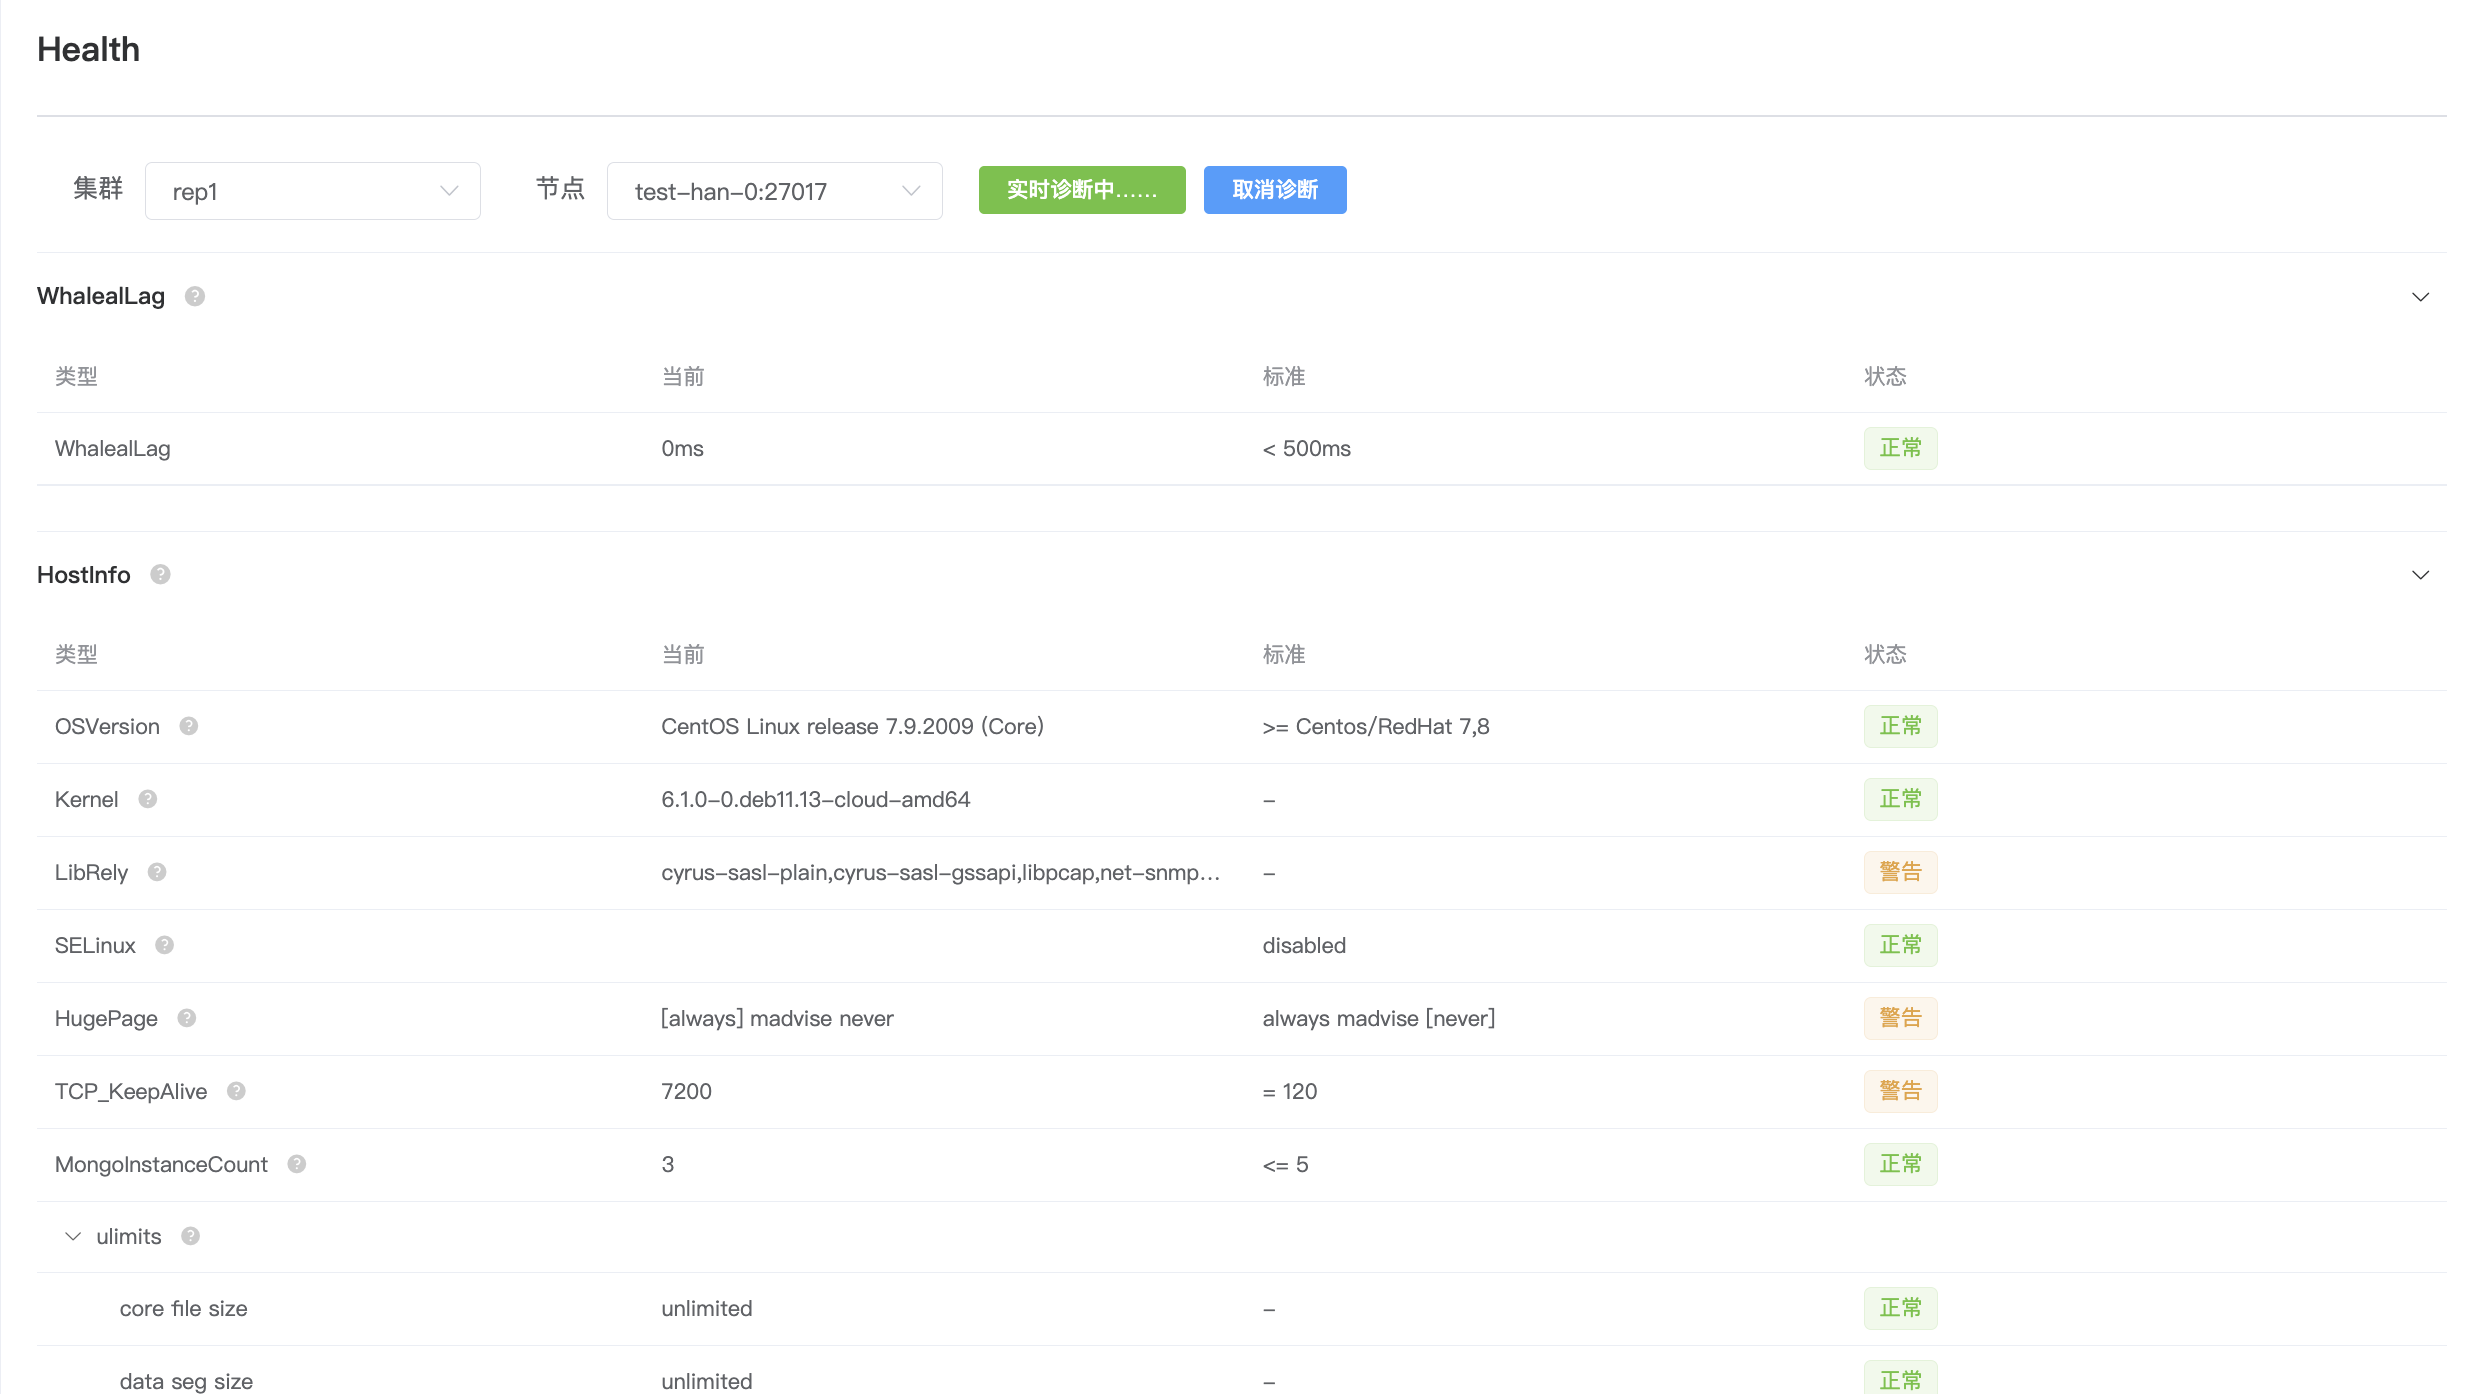 Health
集群 rep1 节点 test-han-0:27017 实时诊断中...... 取消诊断
WhalealLag
类型 当前 标准 状态
WhalealLag 0ms < 500ms 正常
HostInfo
类型 当前 标准 状态
OSVersion CentOS Linux release 7.9.2009 (Core) >= Centos/RedHat 7,8 正常
Kernel 6.1.0-0.deb11.13-cloud-amd64 - 正常
LibRely cyrus-sasl-plain,cyrus-sasl-gssapi,libpcap,net-snmp... - 警告
SELinux disabled 正常
HugePage [always] madvise never always madvise [never] 警告
TCP_KeepAlive 7200 = 120 警告
MongoInstanceCount 3 <= 5 正常
ulimits
core file size unlimited - 正常
data seg size unlimited - 正常